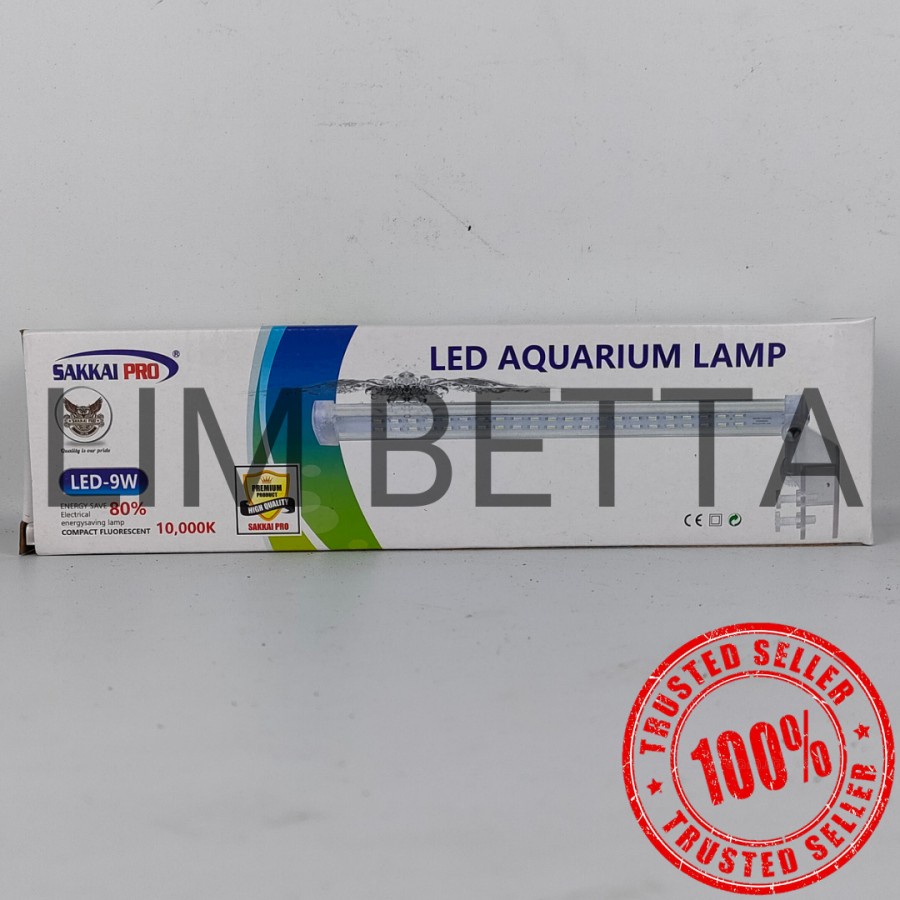 SAKKAI PRO®
Quality is our pride
LED-9W
ENERGY SAVE 80%
Electrical
energysaving lamp
COMPACT FLUORESCENT 10,000K
PREMIUM
PRODUCT
HIGH QUALITY
SAKKAI PRO
LED AQUARIUM LAMP
CE
LIM BETTA
TRUSTED SELLER
100%
TRUSTED SELLER